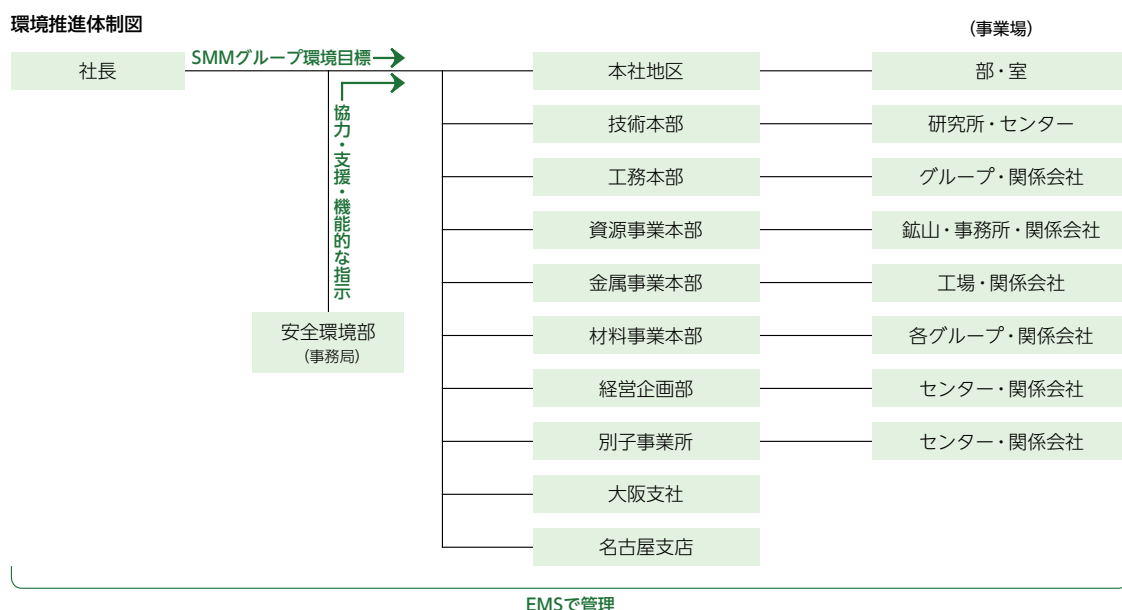 環境推進体制図
(事業場)
社長
SMMグループ環境目標
本社地区
部・室
協力・支援・機能的な指示
技術本部
研究所・センター
工務本部
グループ・関係会社
資源事業本部
鉱山・事務所・関係会社
金属事業本部
工場・関係会社
安全環境部
(事務局)
材料事業本部
各グループ・関係会社
経営企画部
センター・関係会社
別子事業所
センター・関係会社
大阪支社
名古屋支店
EMSで管理